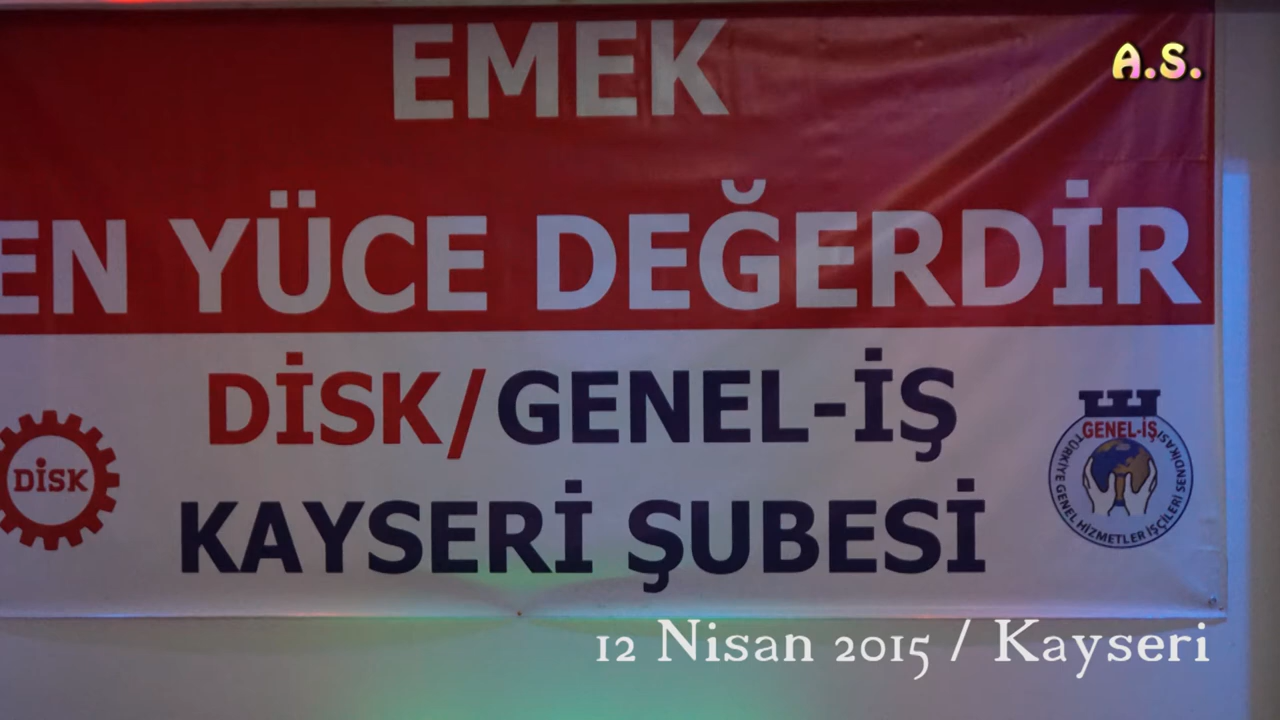 A.S.
EMEK
EN YÜCE DEĞERDİR
DİSK/GENEL-İŞ
KAYSERİ ŞUBESİ
DİSK
GENEL-İŞ
TÜRKİYE GENEL HİZMETLER İŞÇİLERİ SENDİKASI
12 Nisan 2015 / Kayseri